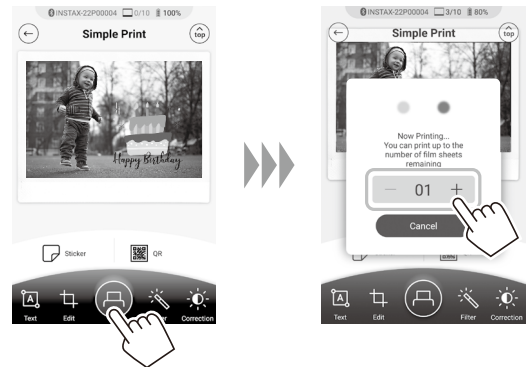 INSTAX-22P00004 0/10 100%
Simple Print
top
Happy Birthday
Sticker
QR
Text
Edit
Filter
Correction
INSTAX-22P00004 3/10 80%
Simple Print
top
Now Printing...
You can print up to the
number of film sheets
remaining
01
Cancel
Text
Edit
Filter
Correction